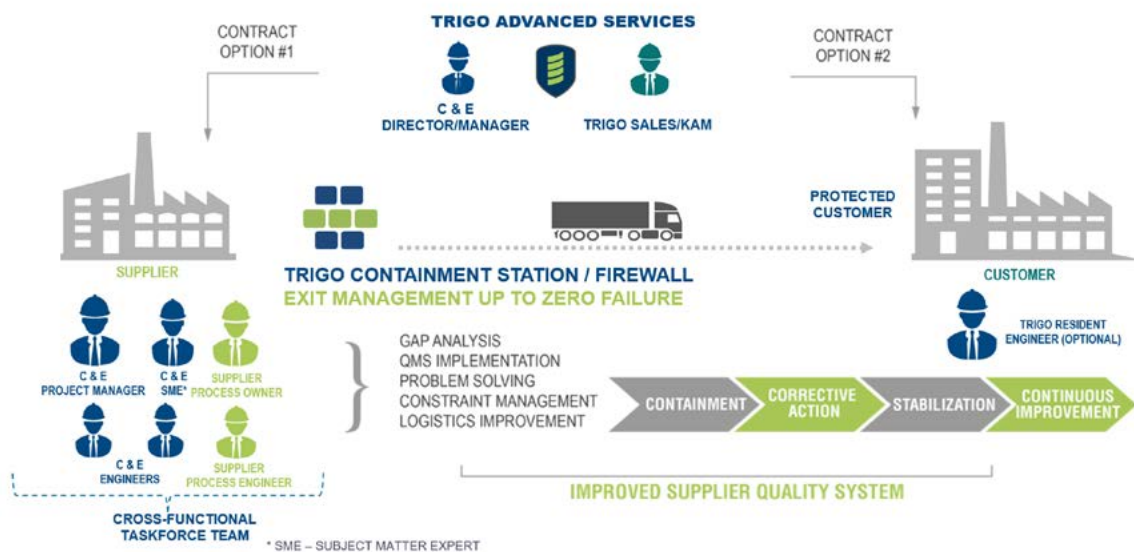 TRIGO ADVANCED SERVICES
CONTRACT
OPTION #1
CONTRACT
OPTION #2
C & E
DIRECTOR/MANAGER
TRIGO SALES/KAM
PROTECTED
CUSTOMER
SUPPLIER
TRIGO CONTAINMENT STATION / FIREWALL
EXIT MANAGEMENT UP TO ZERO FAILURE
CUSTOMER
TRIGO RESIDENT
ENGINEER (OPTIONAL)
C & E
PROJECT MANAGER
C & E
SME*
SUPPLIER
PROCESS OWNER
GAP ANALYSIS
QMS IMPLEMENTATION
PROBLEM SOLVING
CONSTRAINT MANAGEMENT
LOGISTICS IMPROVEMENT
CONTAINMENT
CORRECTIVE
ACTION
STABILIZATION
CONTINUOUS
IMPROVEMENT
C & E
ENGINEERS
SUPPLIER
PROCESS ENGINEER
IMPROVED SUPPLIER QUALITY SYSTEM
CROSS-FUNCTIONAL
TASKFORCE TEAM
* SME – SUBJECT MATTER EXPERT